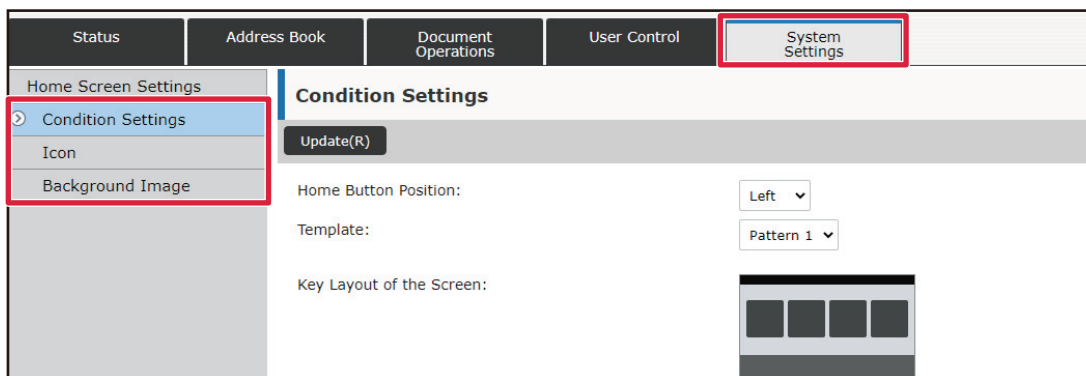 Status
Address Book
Document
Operations
User Control
System
Settings
Home Screen Settings
Condition Settings
Icon
Background Image
Condition Settings
Update(R)
Home Button Position:
Left
Template:
Pattern 1
Key Layout of the Screen: